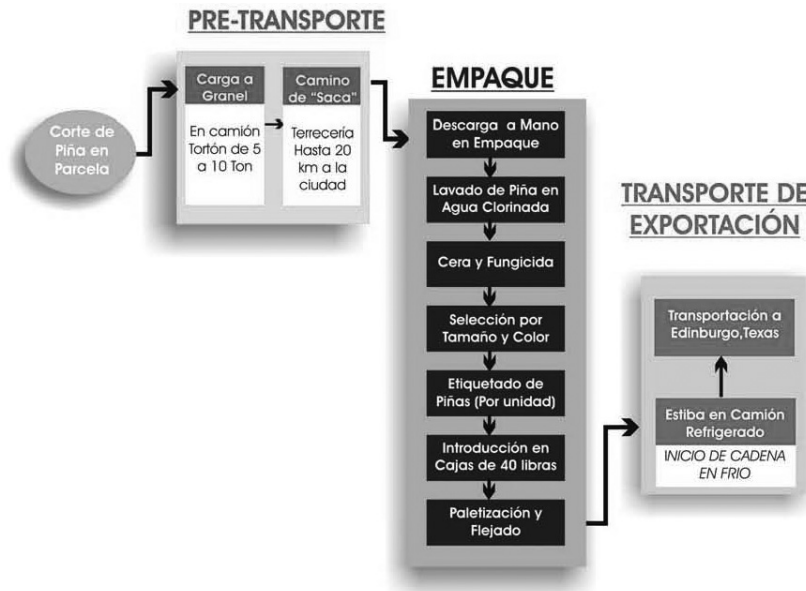 PRE-TRANSPORTE
Corte de
Piña en
Parcela
Carga a
Granel
En camión
Tortón de 5
a 10 Ton
Camino
de "Saca"
Terrecería
Hasta 20
km a la
ciudad
EMPAQUE
Descarga a Mano
en Empaque
Lavado de Piña en
Agua Clorinada
Cera y Fungicida
Selección por
Tamaño y Color
Etiquetado de
Piñas (Por unidad)
Introducción en
Cajas de 40 libras
Paletización y
Flejado
TRANSPORTE DE
EXPORTACIÓN
Transportación a
Edinburgo,Texas
Estiba en Camión
Refrigerado
INICIO DE CADENA
EN FRIO